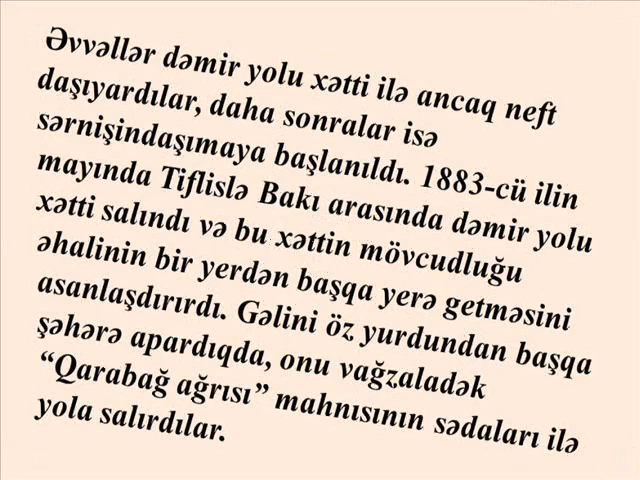 Əvvəllər dəmir yolu xətti ilə ancaq neft
daşıyardılar, daha sonralar isə
sərnişindaşımaya başlanıldı. 1883-cü ilin
mayında Tiflislə Bakı arasında dəmir yolu
xətti salındı və bu xəttin mövcudluğu
əhalinin bir yerdən başqa yerə getməsini
asanlaşdırırdı. Gəlini öz yurdundan başqa
şəhərə apardıqda, onu vağzaladək
“Qarabağ ağrısı” mahnısının sədaları ilə
yola salırdılar.